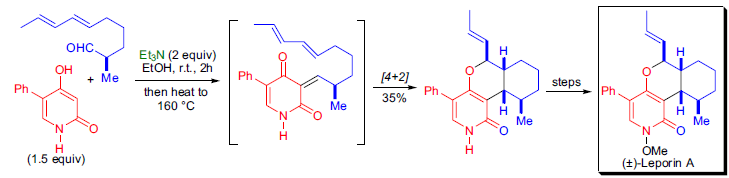 OHC
Me
OH
+
Ph
N
H
O
(1.5 equiv)
Et3N (2 equiv)
EtOH, r.t., 2h
then heat to
160 °C
O
Ph
H
Me
N
H
O
[4+2]
35%
H
O
Ph
H
Me
N
H
O
steps
H
O
Ph
H
Me
N
O
OMe
(±)-Leporin A